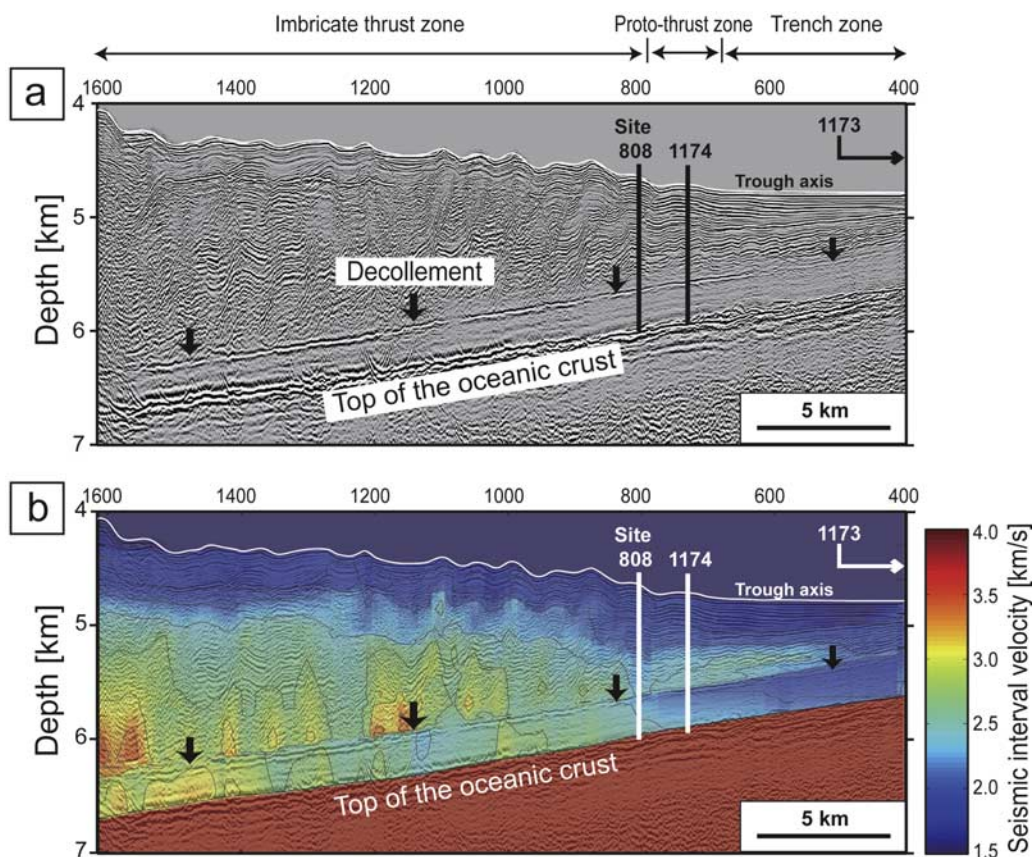 Imbricate thrust zone Proto-thrust zone Trench zone
a
1600 1400 1200 1000 800 600 400
4
5
6
7
Depth [km]
Site
808 1174
1173
Trough axis
Decollement
Top of the oceanic crust
5 km
b
1600 1400 1200 1000 800 600 400
4
5
6
7
Depth [km]
Site
808 1174
1173
Trough axis
Top of the oceanic crust
5 km
4.0
3.5
3.0
2.5
2.0
1.5
Seismic interval velocity [km/s]